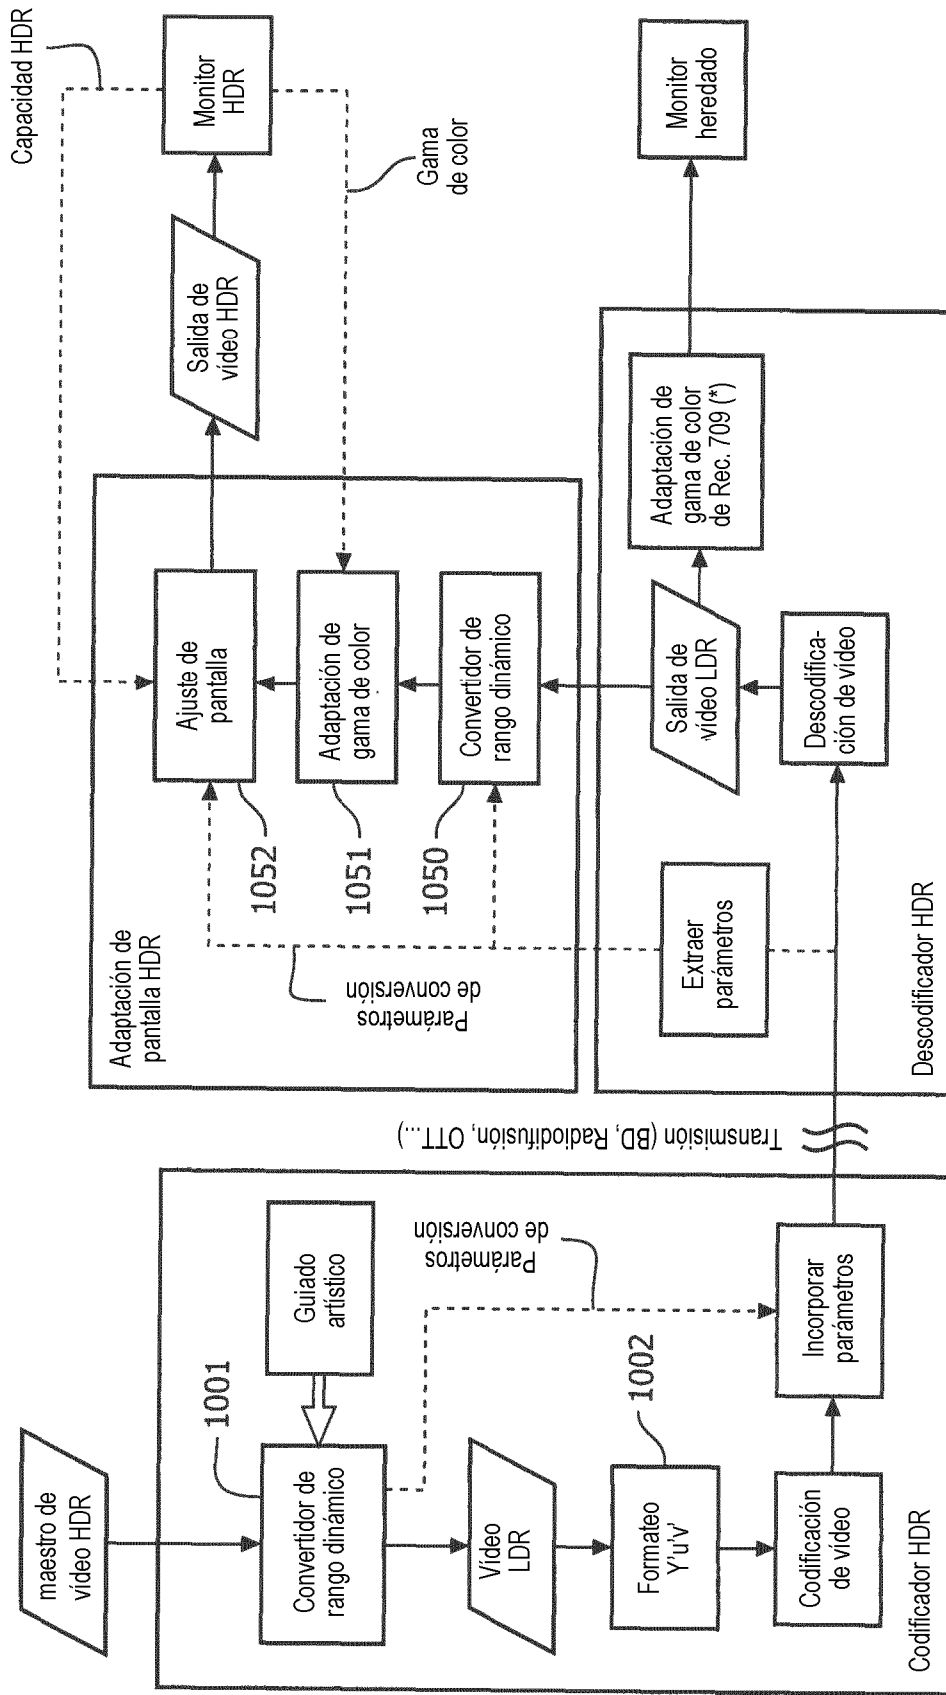 maestro de
vídeo HDR
1001
Convertidor de
rango dinámico
Guiado
artístico
Parámetros
de conversión
Vídeo
LDR
1002
Formateo
Y'u'v'
Codificación
de vídeo
Incorporar
parámetros
Codificador HDR
Transmisión (BD, Radiodifusión, OTT...)
Adaptación de
pantalla HDR
Parámetros
de conversión
1052
1051
1050
Ajuste de
pantalla
Adaptación de
gama de color
Convertidor de
rango dinámico
Capacidad HDR
Salida de
vídeo HDR
Monitor
HDR
Gama
de color
Extraer
parámetros
Descodifica-
ción de vídeo
Salida de
vídeo LDR
Adaptación de
gama de color
de Rec. 709 (*)
Monitor
heredado
Descodificador HDR